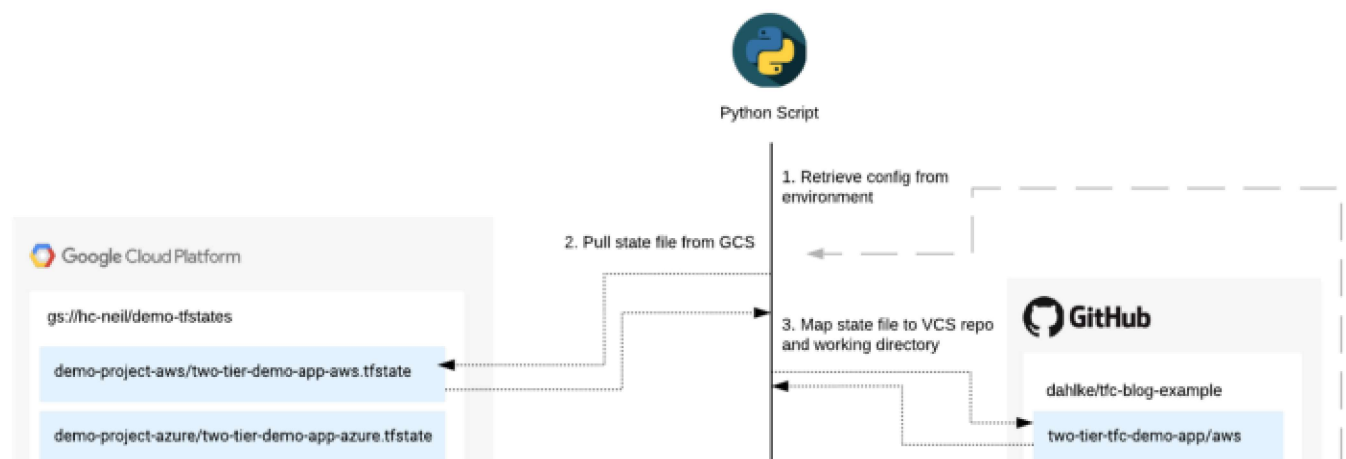 Python Script
1. Retrieve config from
environment
2. Pull state file from GCS
Google Cloud Platform
gs://hc-neil/demo-tfstates
demo-project-aws/two-tier-demo-app-aws.tfstate
demo-project-azure/two-tier-demo-app-azure.tfstate
3. Map state file to VCS repo
and working directory
GitHub
dahlke/tfc-blog-example
two-tier-tfc-demo-app/aws